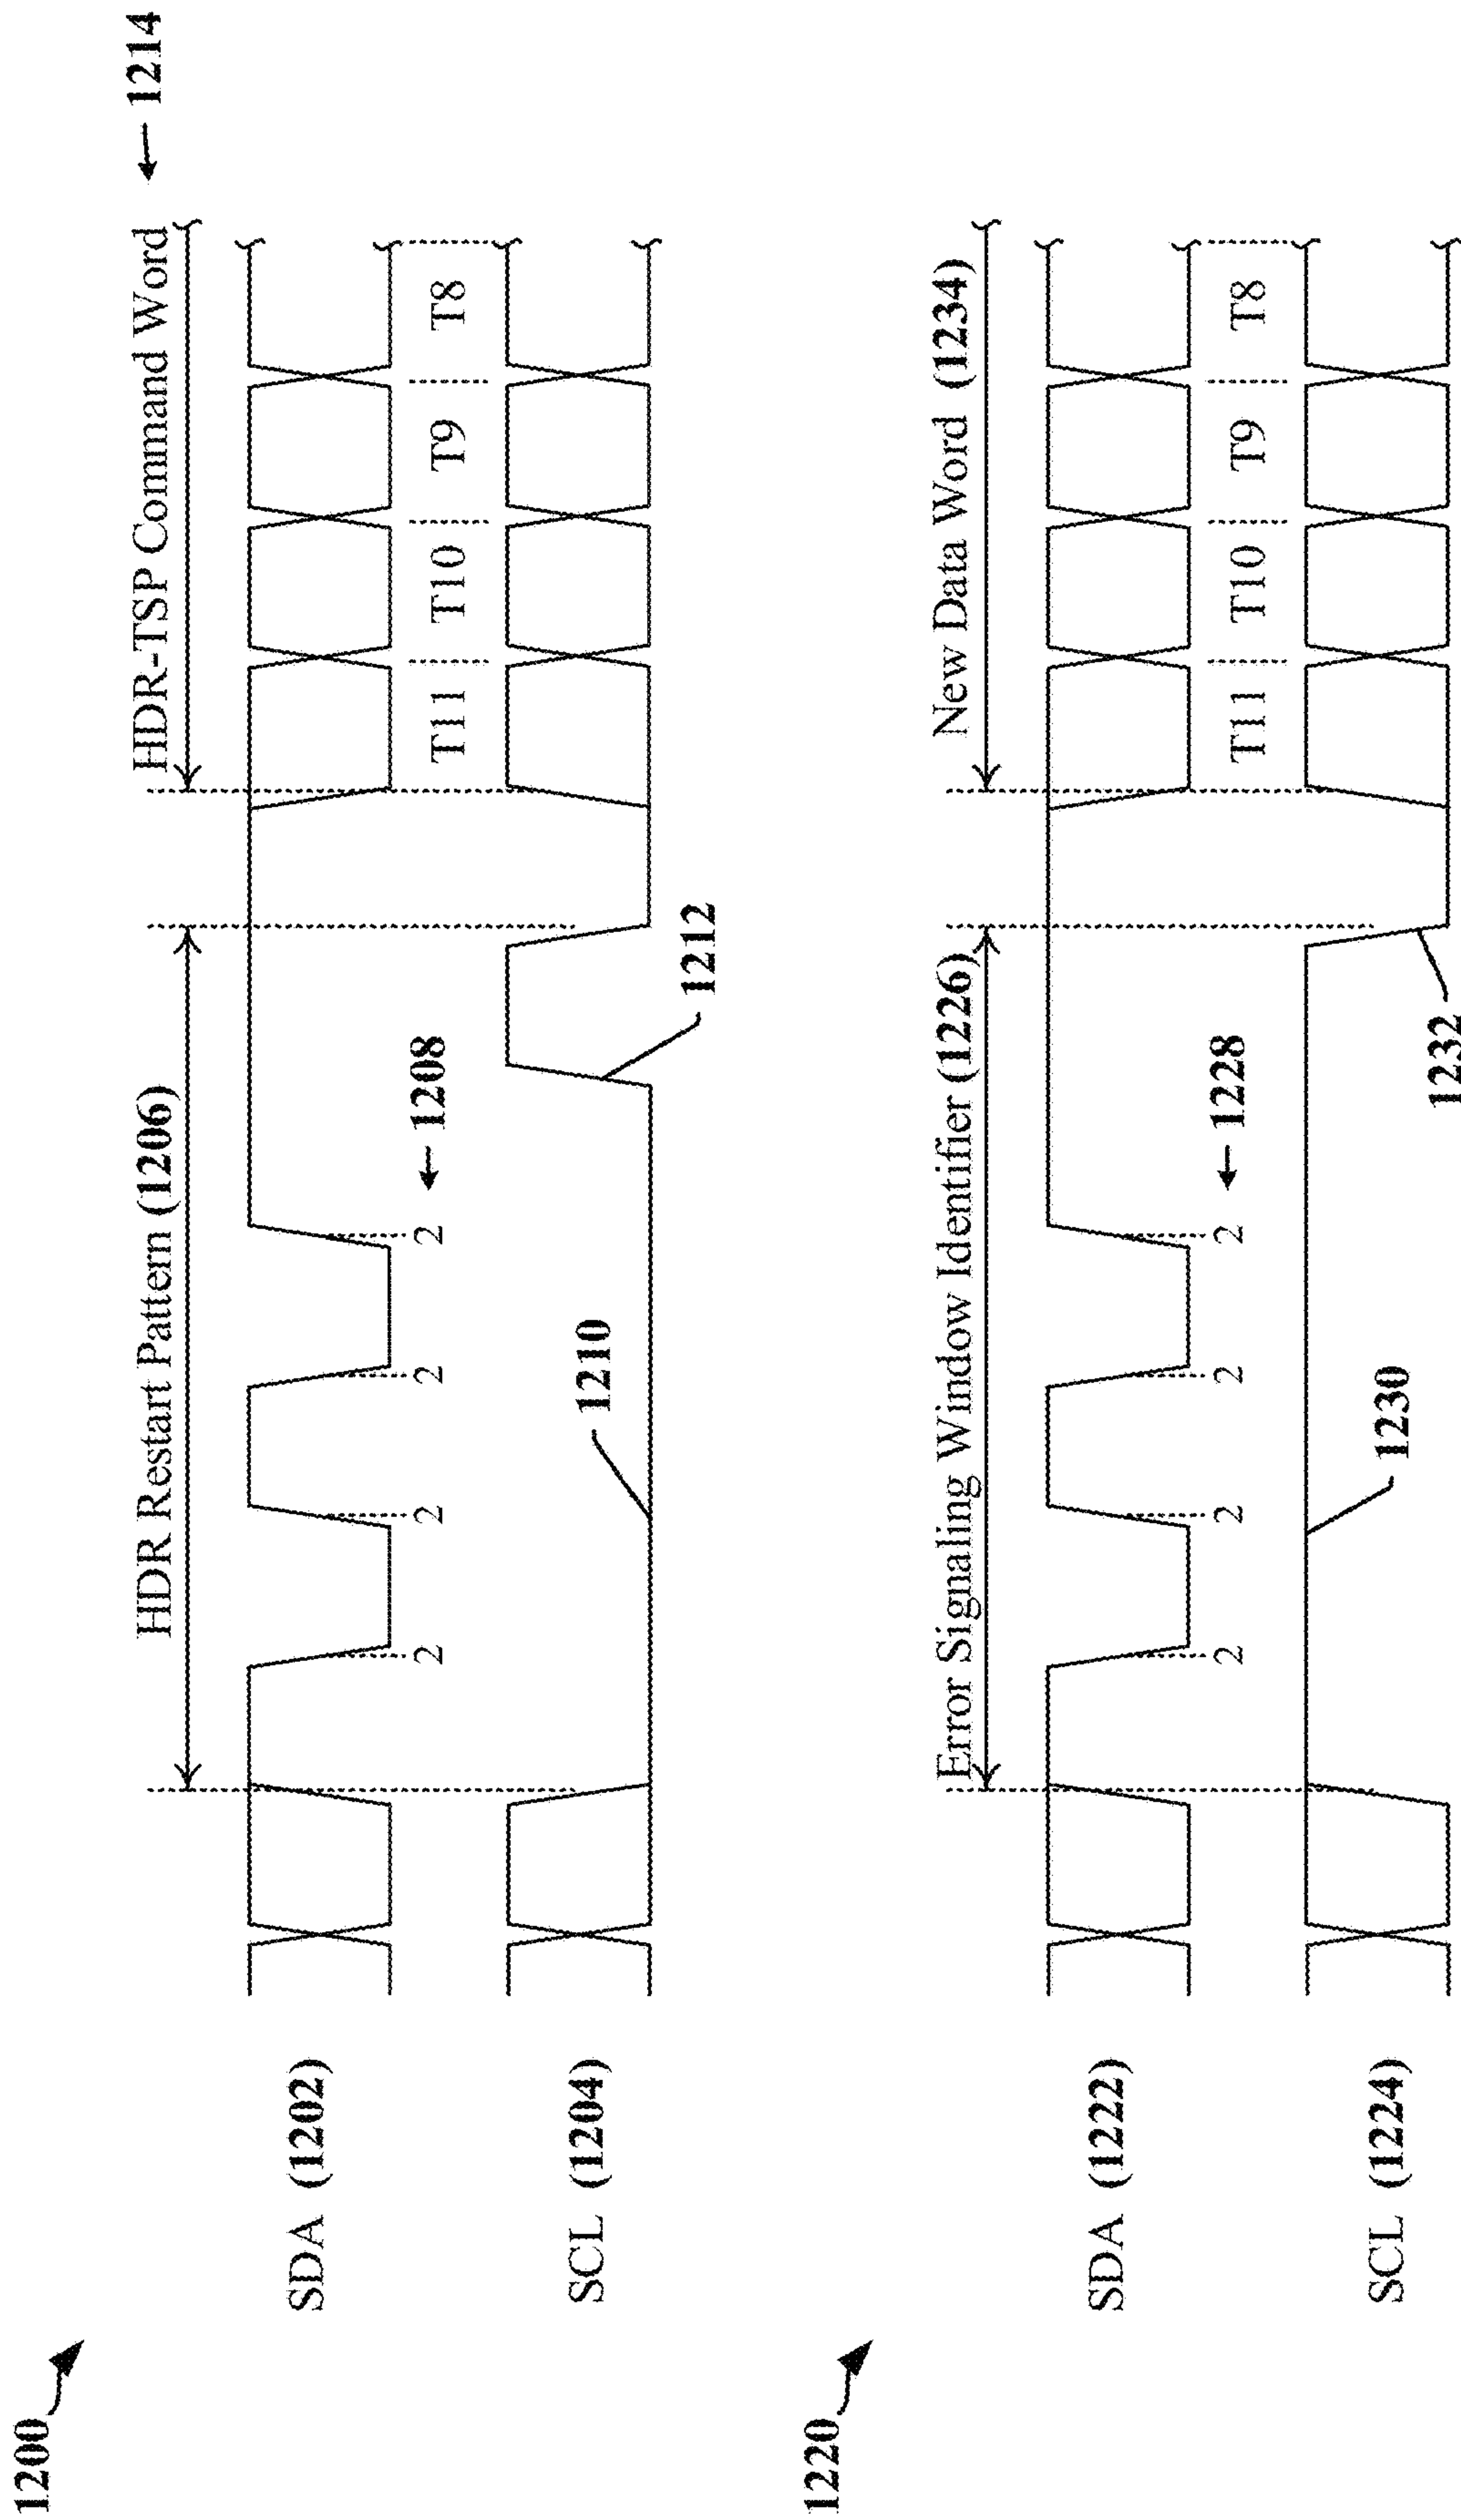 1200
HDR Restart Pattern (1206)
HDR-TSP Command Word
1214
SDA (1202)
2 2 2 2 1208
T11 T10 T9 T8
SCL (1204)
1210
1212
1220
Error Signaling Window Identifier (1226)
New Data Word (1234)
SDA (1222)
2 2 2 2 1228
T11 T10 T9 T8
SCL (1224)
1230
1232